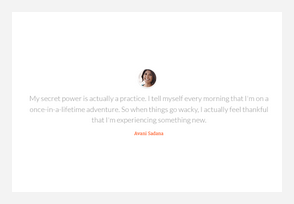 My secret power is actually a practice. I tell myself every morning that I'm on a
once-in-a-lifetime adventure. So when things go wacky, I actually feel thankful
that I'm experiencing something new.
Avani Sadana